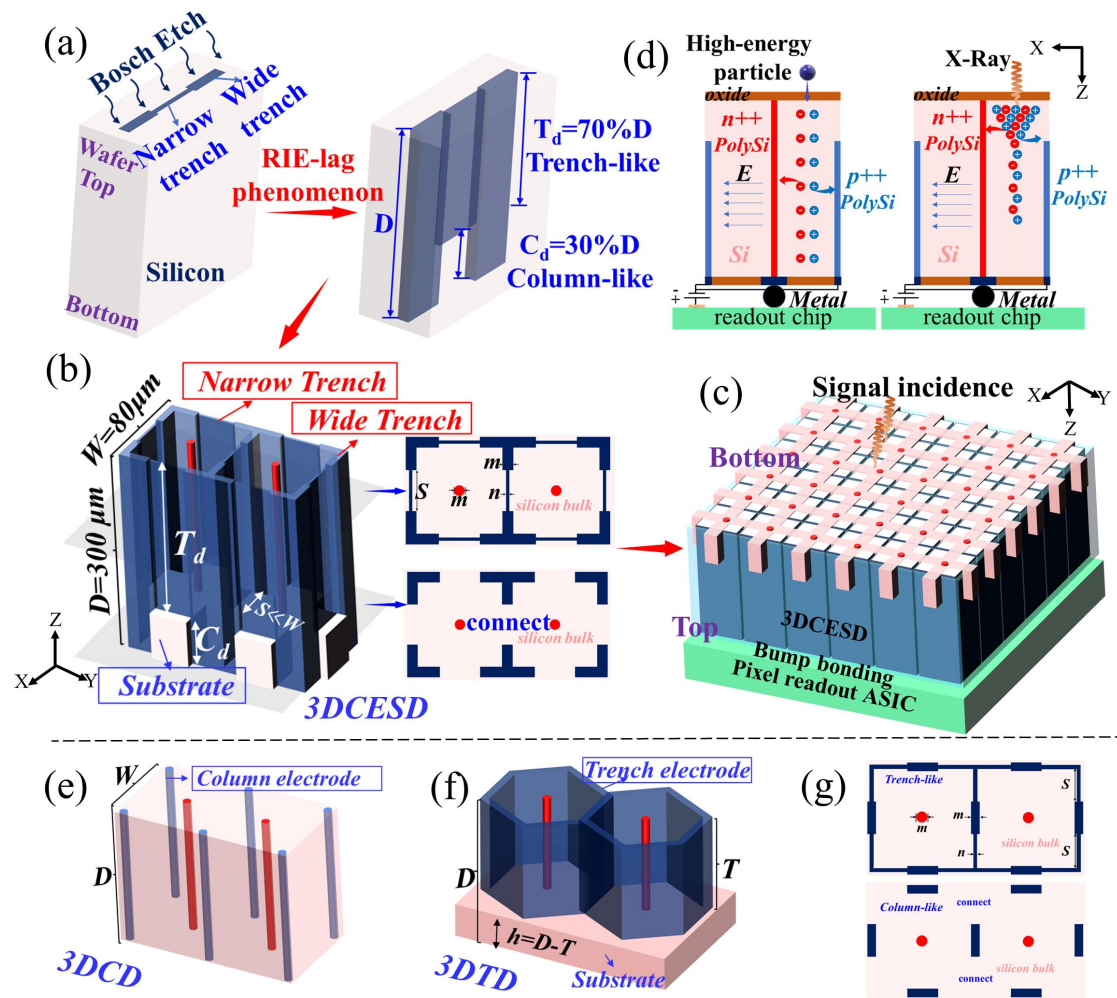 (a)
Bosch Etch
Wide
trench
Narrow
trench
Wafer
Top
Silicon
Bottom
RIE-lag
phenomenon
D
T_d=70%D
Trench-like
C_d=30%D
Column-like
(d)
High-energy
particle
X-Ray
X
Z
oxide
n++
PolySi
E
Si
p++
PolySi
- +
Metal
readout chip
oxide
n++
PolySi
E
Si
p++
PolySi
- +
Metal
readout chip
(b)
Narrow Trench
Wide Trench
W=80μm
D=300 μm
T_d
C_d
S≪W
Substrate
3DCESD
Z
X
Y
m
S
m
n
silicon bulk
connect
silicon bulk
(c)
Signal incidence
X
Y
Z
Bottom
Top
3DCESD
Bump bonding
Pixel readout ASIC
(e)
W
Column electrode
D
3DCD
(f)
Trench electrode
D
T
h=D-T
Substrate
3DTD
(g)
Trench-like
S
m
m
n
silicon bulk
S
Column-like
connect
silicon bulk
connect